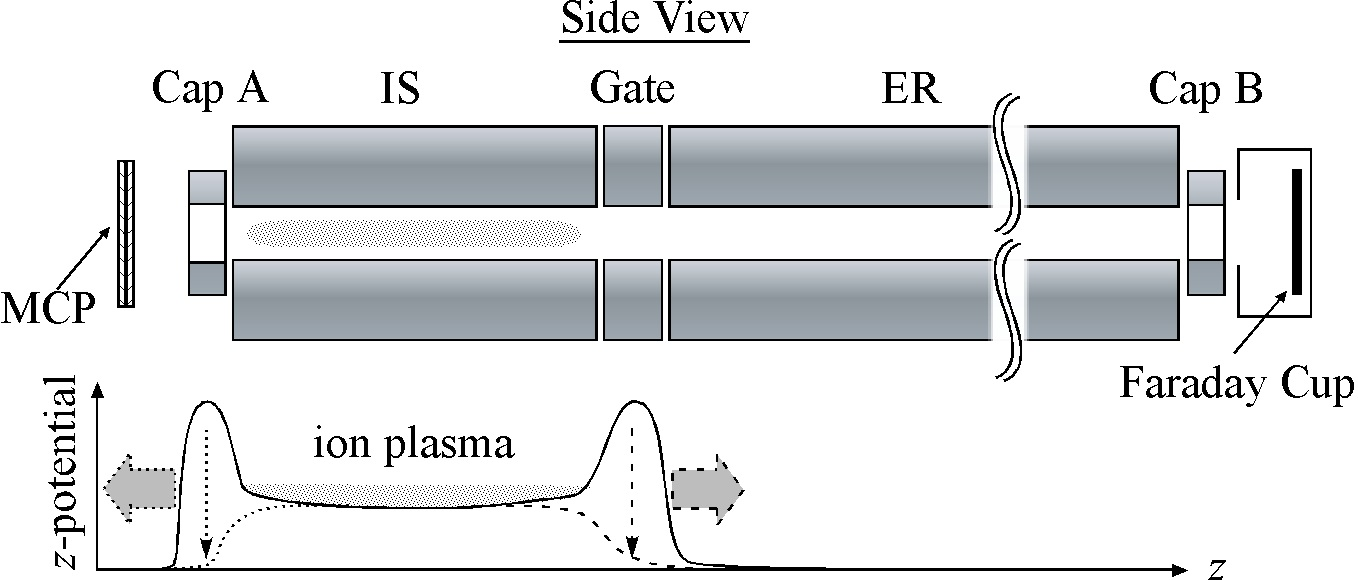 Side View
Cap A IS Gate ER Cap B
MCP
Faraday Cup
z-potential
ion plasma
z